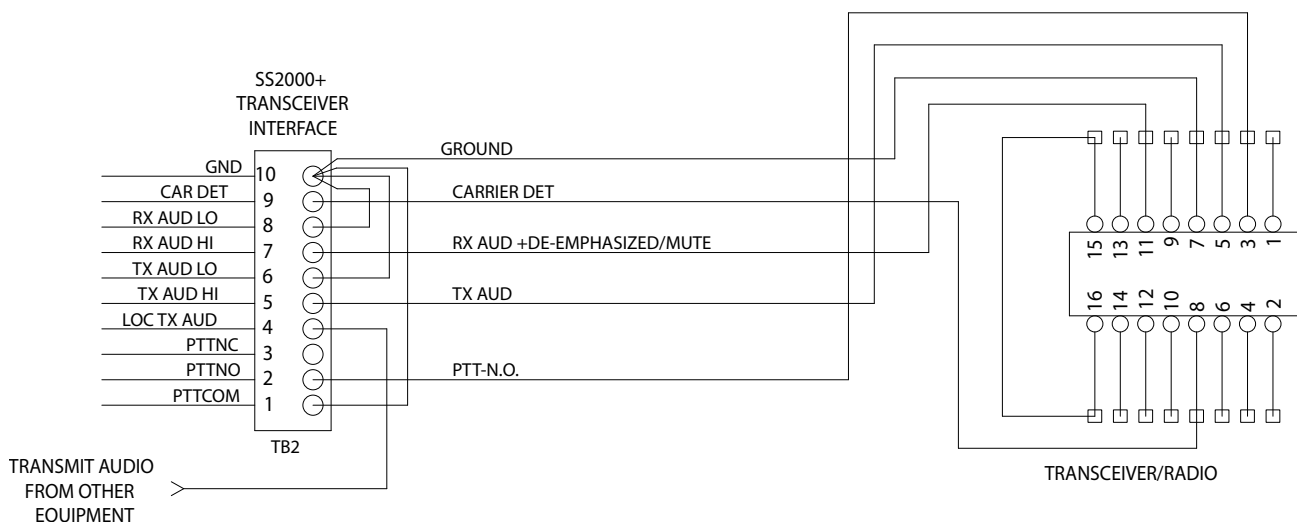 SS2000+
TRANSCEIVER
INTERFACE
GROUND
GND 10
CAR DET 9 CARRIER DET
RX AUD LO 8
RX AUD HI 7 RX AUD +DE-EMPHASIZED/MUTE
TX AUD LO 6
TX AUD HI 5 TX AUD
LOC TX AUD 4
PTTNC 3
PTTNO 2 PTT-N.O.
PTTCOM 1
TB2
TRANSMIT AUDIO
FROM OTHER
EQUIPMENT
15 13 11 9 7 5 3 1
16 14 12 10 8 6 4 2
TRANSCEIVER/RADIO